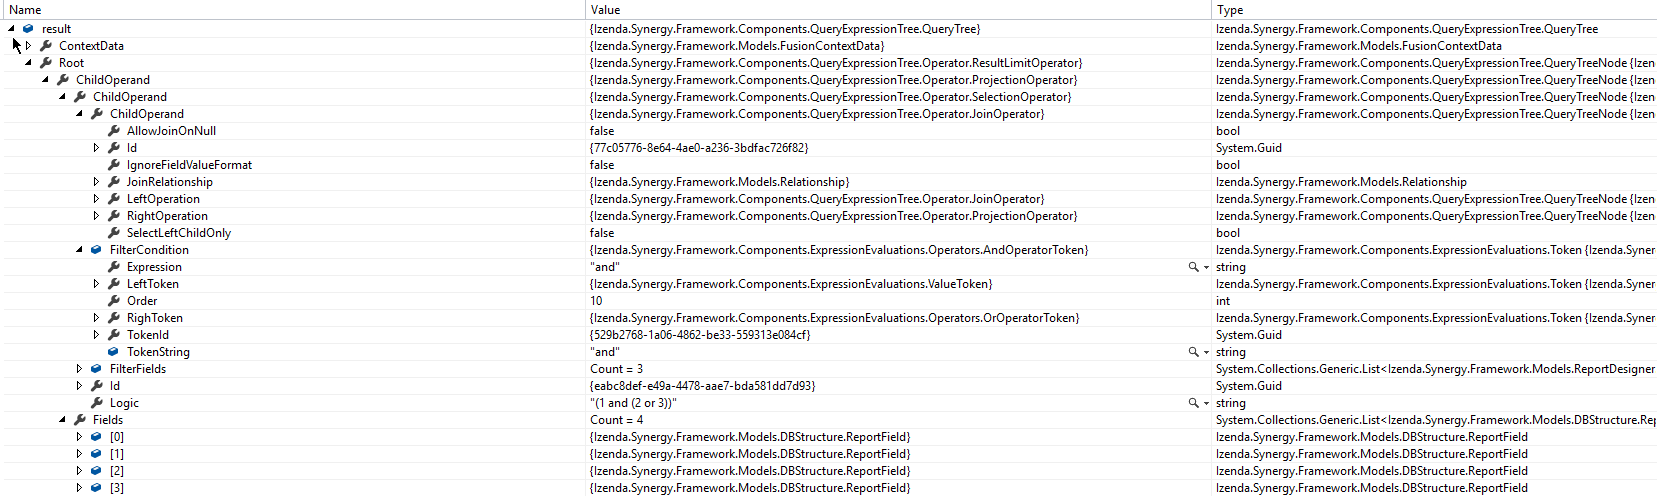 Name Value Type
result {Izenda.Synergy.Framework.Components.QueryExpressionTree.QueryTree} Izenda.Synergy.Framework.Components.QueryExpressionTree.QueryTree
ContextData {Izenda.Synergy.Framework.Models.FusionContextData} Izenda.Synergy.Framework.Models.FusionContextData
Root {Izenda.Synergy.Framework.Components.QueryExpressionTree.Operator.ResultLimitOperator} Izenda.Synergy.Framework.Components.QueryExpressionTree.QueryTreeNode {Izen
ChildOperand {Izenda.Synergy.Framework.Components.QueryExpressionTree.Operator.ProjectionOperator} Izenda.Synergy.Framework.Components.QueryExpressionTree.QueryTreeNode {Izen
ChildOperand {Izenda.Synergy.Framework.Components.QueryExpressionTree.Operator.SelectionOperator} Izenda.Synergy.Framework.Components.QueryExpressionTree.QueryTreeNode {Izen
ChildOperand {Izenda.Synergy.Framework.Components.QueryExpressionTree.Operator.JoinOperator} Izenda.Synergy.Framework.Components.QueryExpressionTree.QueryTreeNode {Izen
AllowJoinOnNull false bool
Id {77c05776-8e64-4ae0-a236-3bdfac726f82} System.Guid
IgnoreFieldValueFormat false bool
JoinRelationship {Izenda.Synergy.Framework.Models.Relationship} Izenda.Synergy.Framework.Models.Relationship
LeftOperation {Izenda.Synergy.Framework.Components.QueryExpressionTree.Operator.JoinOperator} Izenda.Synergy.Framework.Components.QueryExpressionTree.QueryTreeNode {Izen
RightOperation {Izenda.Synergy.Framework.Components.QueryExpressionTree.Operator.ProjectionOperator} Izenda.Synergy.Framework.Components.QueryExpressionTree.QueryTreeNode {Izen
SelectLeftChildOnly false bool
FilterCondition {Izenda.Synergy.Framework.Components.ExpressionEvaluations.Operators.AndOperatorToken} Izenda.Synergy.Framework.Components.ExpressionEvaluations.Token {Izenda.Syner
Expression "and" string
LeftToken {Izenda.Synergy.Framework.Components.ExpressionEvaluations.ValueToken} Izenda.Synergy.Framework.Components.ExpressionEvaluations.Token {Izenda.Syner
Order 10 int
RighToken {Izenda.Synergy.Framework.Components.ExpressionEvaluations.Operators.OrOperatorToken} Izenda.Synergy.Framework.Components.ExpressionEvaluations.Token {Izenda.Syner
TokenId {529b2768-1a06-4862-be33-559313e084cf} System.Guid
TokenString "and" string
FilterFields Count = 3 System.Collections.Generic.List<Izenda.Synergy.Framework.Models.ReportDesigner
Id {eabc8def-e49a-4478-aae7-bda581dd7d93} System.Guid
Logic "(1 and (2 or 3))" string
Fields Count = 4 System.Collections.Generic.List<Izenda.Synergy.Framework.Models.DBStructure.Rep
[0] {Izenda.Synergy.Framework.Models.DBStructure.ReportField} Izenda.Synergy.Framework.Models.DBStructure.ReportField
[1] {Izenda.Synergy.Framework.Models.DBStructure.ReportField} Izenda.Synergy.Framework.Models.DBStructure.ReportField
[2] {Izenda.Synergy.Framework.Models.DBStructure.ReportField} Izenda.Synergy.Framework.Models.DBStructure.ReportField
[3] {Izenda.Synergy.Framework.Models.DBStructure.ReportField} Izenda.Synergy.Framework.Models.DBStructure.ReportField